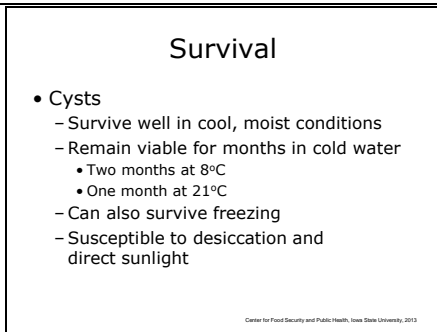 Survival
• Cysts
– Survive well in cool, moist conditions
– Remain viable for months in cold water
• Two months at 8ºC
• One month at 21ºC
– Can also survive freezing
– Susceptible to desiccation and
direct sunlight
Center for Food Security and Public Health, Iowa State University, 2013